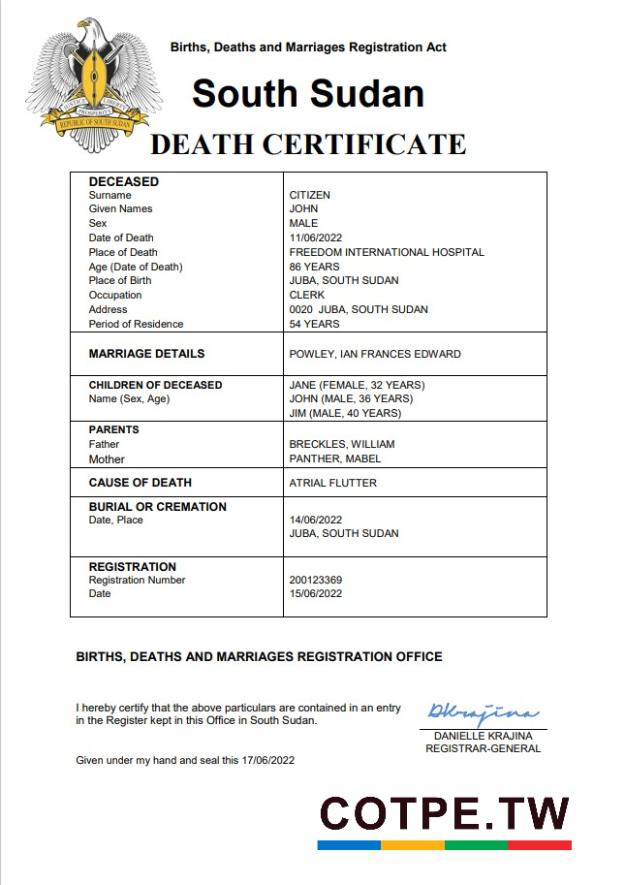 Births, Deaths and Marriages Registration Act
PROSPERITY
REPUBLIC OF SOUTH SUDAN
South Sudan
DEATH CERTIFICATE
DECEASED
Surname CITIZEN
Given Names JOHN
Sex MALE
Date of Death 11/06/2022
Place of Death FREEDOM INTERNATIONAL HOSPITAL
Age (Date of Death) 86 YEARS
Place of Birth JUBA, SOUTH SUDAN
Occupation CLERK
Address 0020 JUBA, SOUTH SUDAN
Period of Residence 54 YEARS
MARRIAGE DETAILS POWLEY, IAN FRANCES EDWARD
CHILDREN OF DECEASED JANE (FEMALE, 32 YEARS)
Name (Sex, Age) JOHN (MALE, 36 YEARS)
JIM (MALE, 40 YEARS)
PARENTS
Father BRECKLES, WILLIAM
Mother PANTHER, MABEL
CAUSE OF DEATH ATRIAL FLUTTER
BURIAL OR CREMATION
Date, Place 14/06/2022
JUBA, SOUTH SUDAN
REGISTRATION
Registration Number 200123369
Date 15/06/2022
BIRTHS, DEATHS AND MARRIAGES REGISTRATION OFFICE
I hereby certify that the above particulars are contained in an entry
in the Register kept in this Office in South Sudan.
DKrajina
DANIELLE KRAJINA
REGISTRAR-GENERAL
Given under my hand and seal this 17/06/2022
COTPE.TW